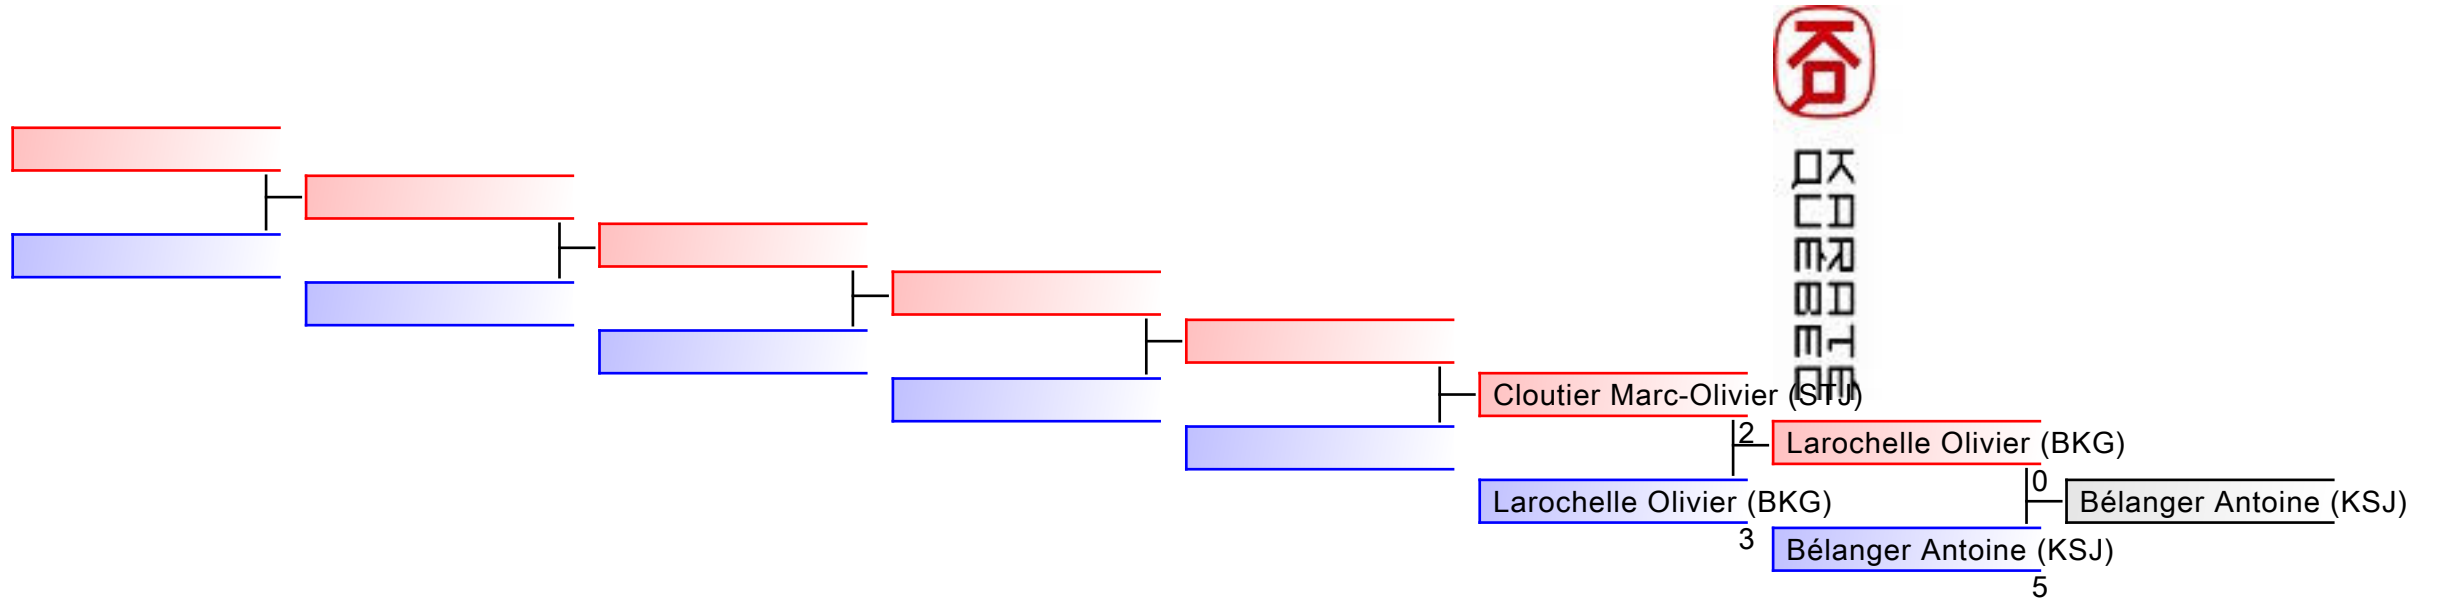 KARATE
QUÉBEC
Cloutier Marc-Olivier (STJ)
2
Larochelle Olivier (BKG)
0
Larochelle Olivier (BKG)
Bélanger Antoine (KSJ)
3
Bélanger Antoine (KSJ)
5